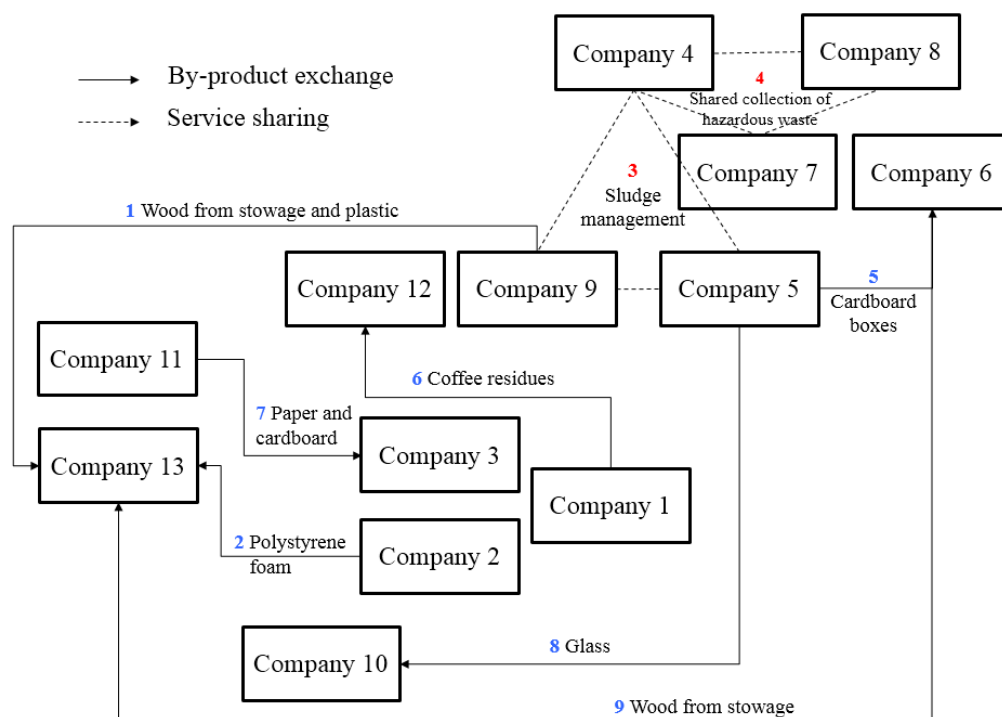 By-product exchange
Service sharing
Company 4
Company 8
4
Shared collection of
hazardous waste
Company 7
Company 6
3
Sludge
management
1 Wood from stowage and plastic
Company 12
Company 9
Company 5
5
Cardboard
boxes
Company 11
6 Coffee residues
7 Paper and
cardboard
Company 3
Company 13
Company 1
2 Polystyrene
foam
Company 2
Company 10
8 Glass
9 Wood from stowage